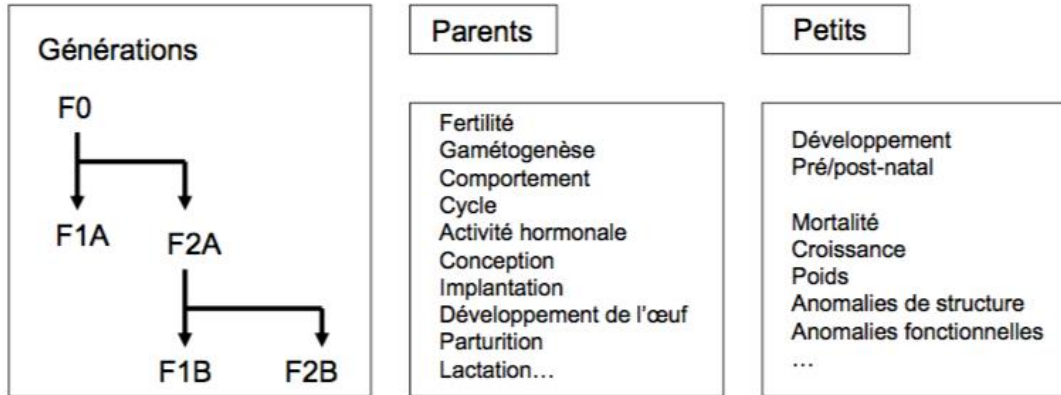 Générations
F0
F1A
F2A
F1B
F2B
Parents
Fertilité
Gamétogenèse
Comportement
Cycle
Activité hormonale
Conception
Implantation
Développement de l'œuf
Parturition
Lactation…
Petits
Développement
Pré/post-natal
Mortalité
Croissance
Poids
Anomalies de structure
Anomalies fonctionnelles
…